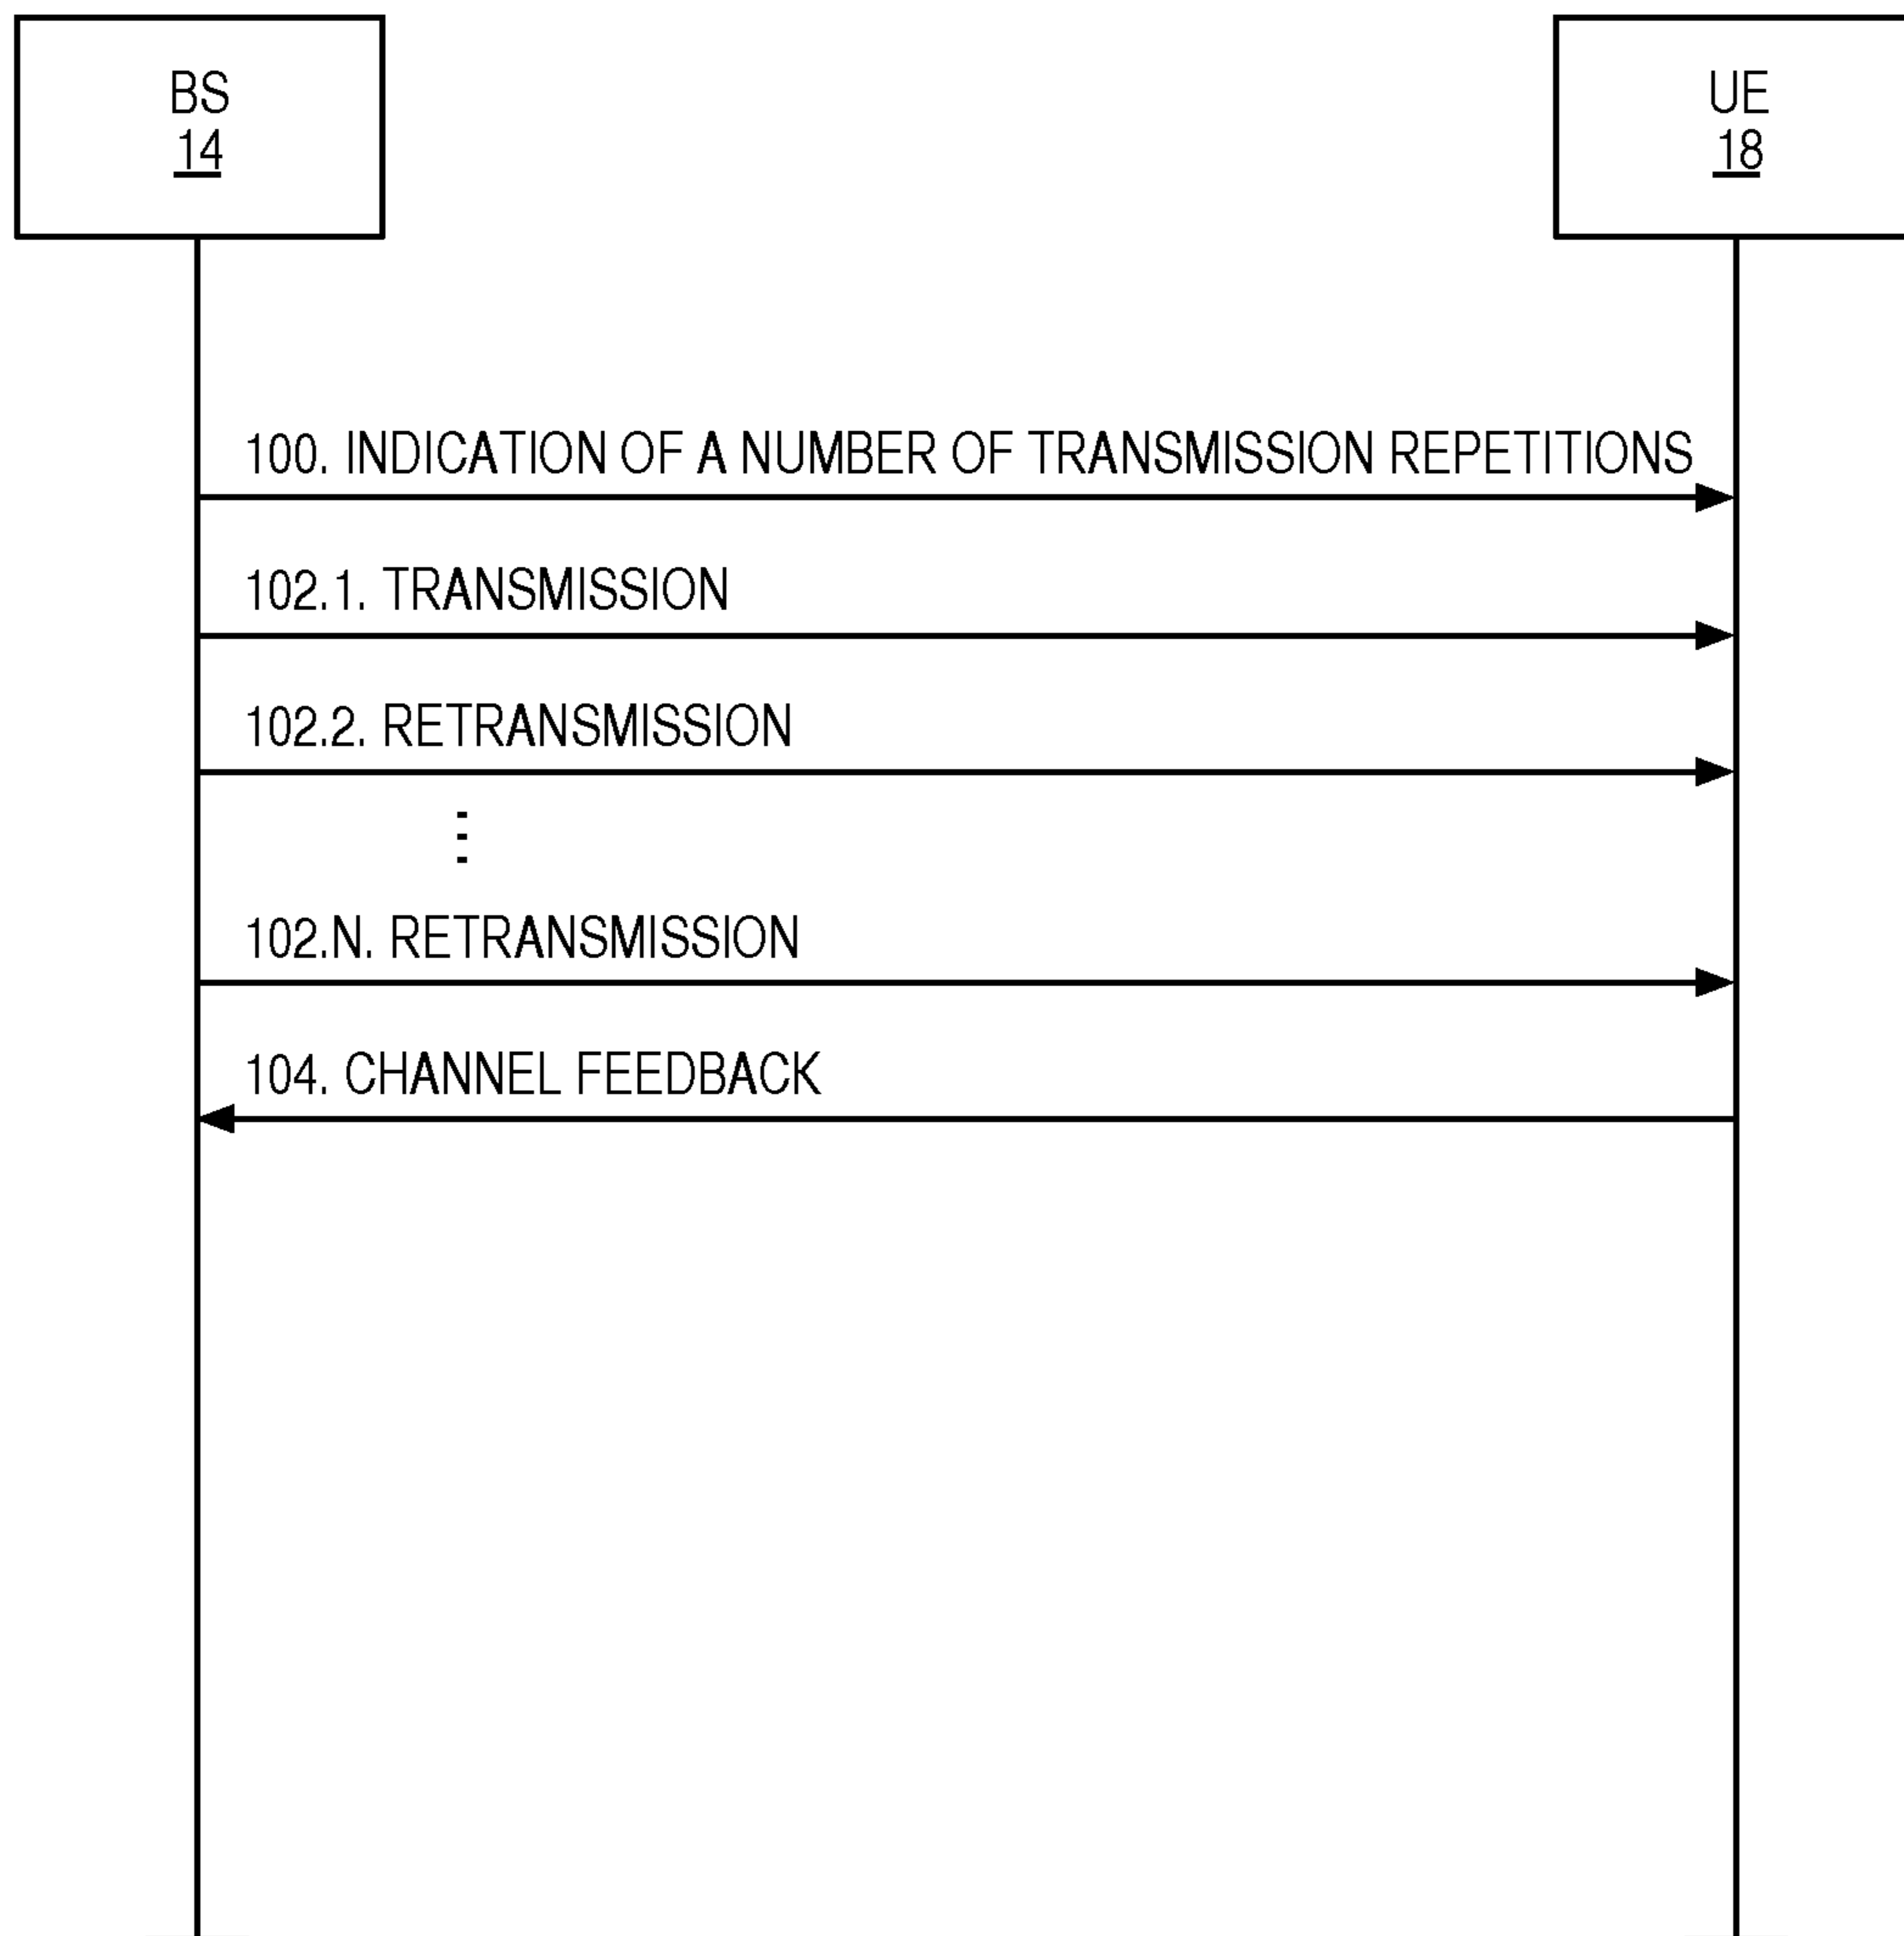 BS
14
UE
18
100. INDICATION OF A NUMBER OF TRANSMISSION REPETITIONS
102.1. TRANSMISSION
102.2. RETRANSMISSION
102.N. RETRANSMISSION
104. CHANNEL FEEDBACK